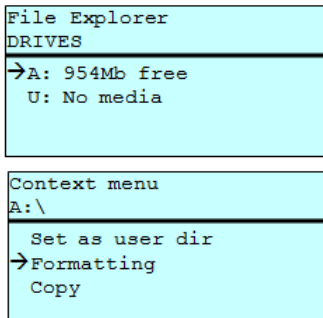 File Explorer
DRIVES
→A: 954Mb free
U: No media
Context menu
A:\
Set as user dir
→Formatting
Copy